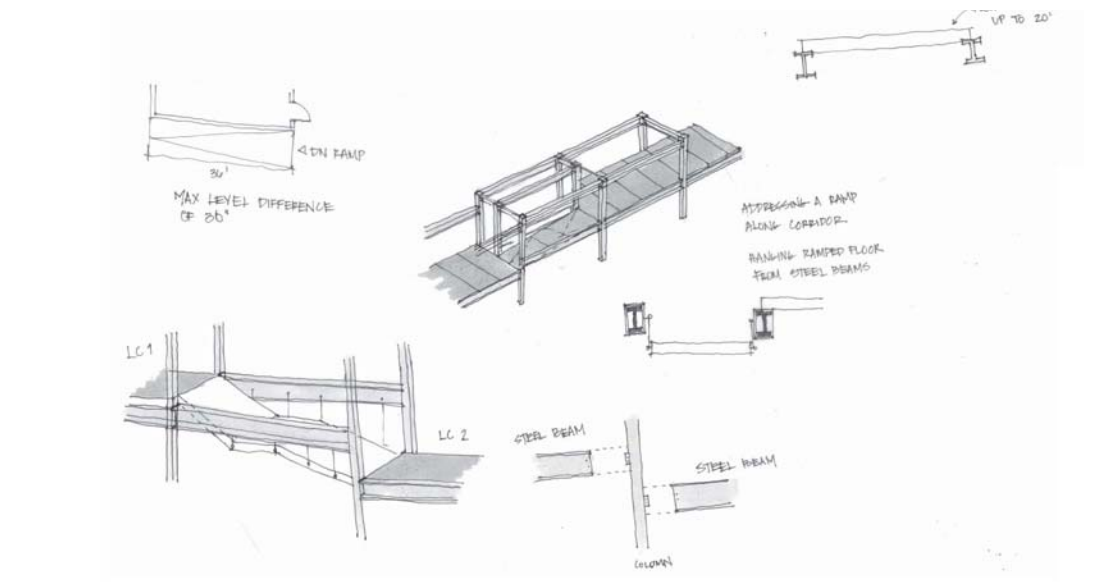 UP TO 20'
◁ DN RAMP
36'
MAX LEVEL DIFFERENCE
OF 30"
ADDRESSING A RAMP
ALONG CORRIDOR
HANGING RAMPED FLOOR
FROM STEEL BEAMS
LC 1
LC 2
STEEL BEAM
STEEL BEAM
COLUMN